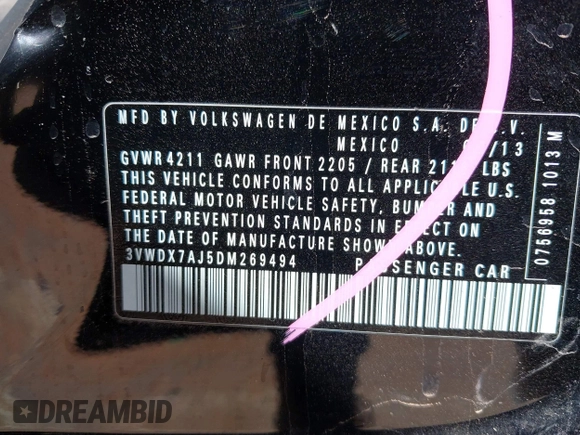 MFD BY VOLKSWAGEN DE MEXICO S.A. DE C.V.
MEXICO /13
GVWR 4211 GAWR FRONT 2205 / REAR LBS
THIS VEHICLE CONFORMS TO ALL APPLICABLE U.S.
FEDERAL MOTOR VEHICLE SAFETY, BUMPER AND
THEFT PREVENTION STANDARDS IN EFFECT ON
THE DATE OF MANUFACTURE SHOWN ABOVE.
3VWDX7AJ5DM269494 PASSENGER CAR
0756958 1013 M
DREAMBID